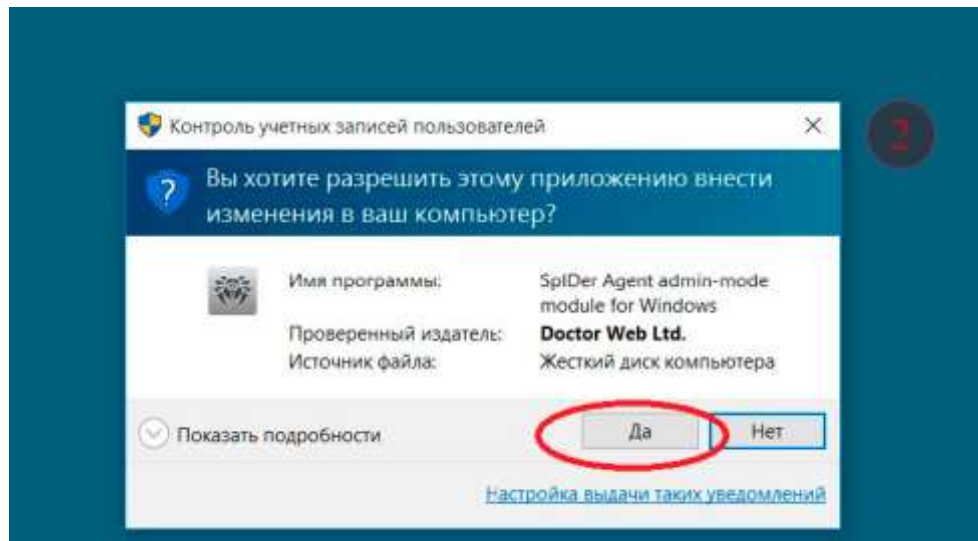 Контроль учетных записей пользователей
2
Вы хотите разрешить этому приложению внести
изменения в ваш компьютер?
Имя программы: SpIDer Agent admin-mode
module for Windows
Проверенный издатель: Doctor Web Ltd.
Источник файла: Жесткий диск компьютера
Показать подробности Да Нет
Настройка выдачи таких уведомлений